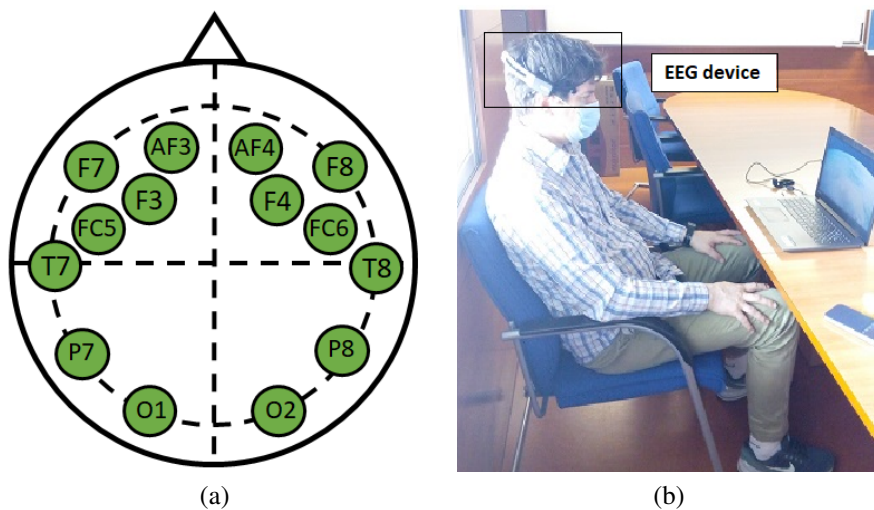 AF3
AF4
F7
F8
F3
F4
FC5
FC6
T7
T8
P7
P8
O1
O2
(a)
EEG device
(b)